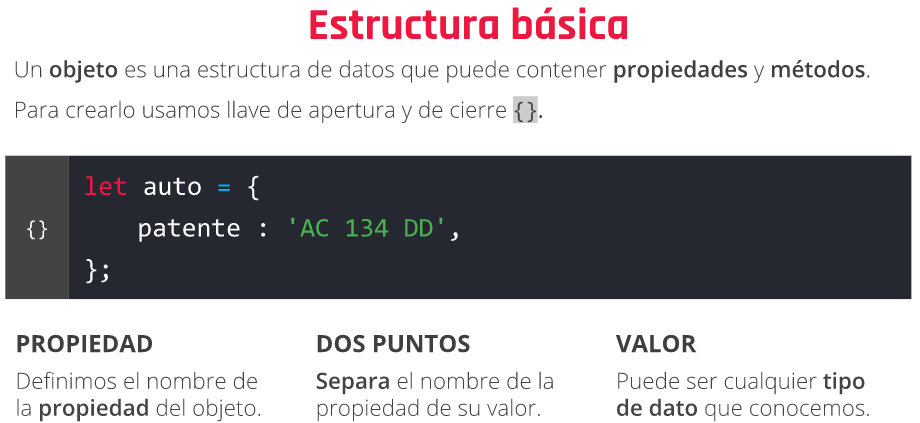 Estructura básica
Un objeto es una estructura de datos que puede contener propiedades y métodos.
Para crearlo usamos llave de apertura y de cierre {}.
let auto = {
{}
patente : 'AC 134 DD',
};
PROPIEDAD
Definimos el nombre de
la propiedad del objeto.
DOS PUNTOS
Separa el nombre de la
propiedad de su valor.
VALOR
Puede ser cualquier tipo
de dato que conocemos.